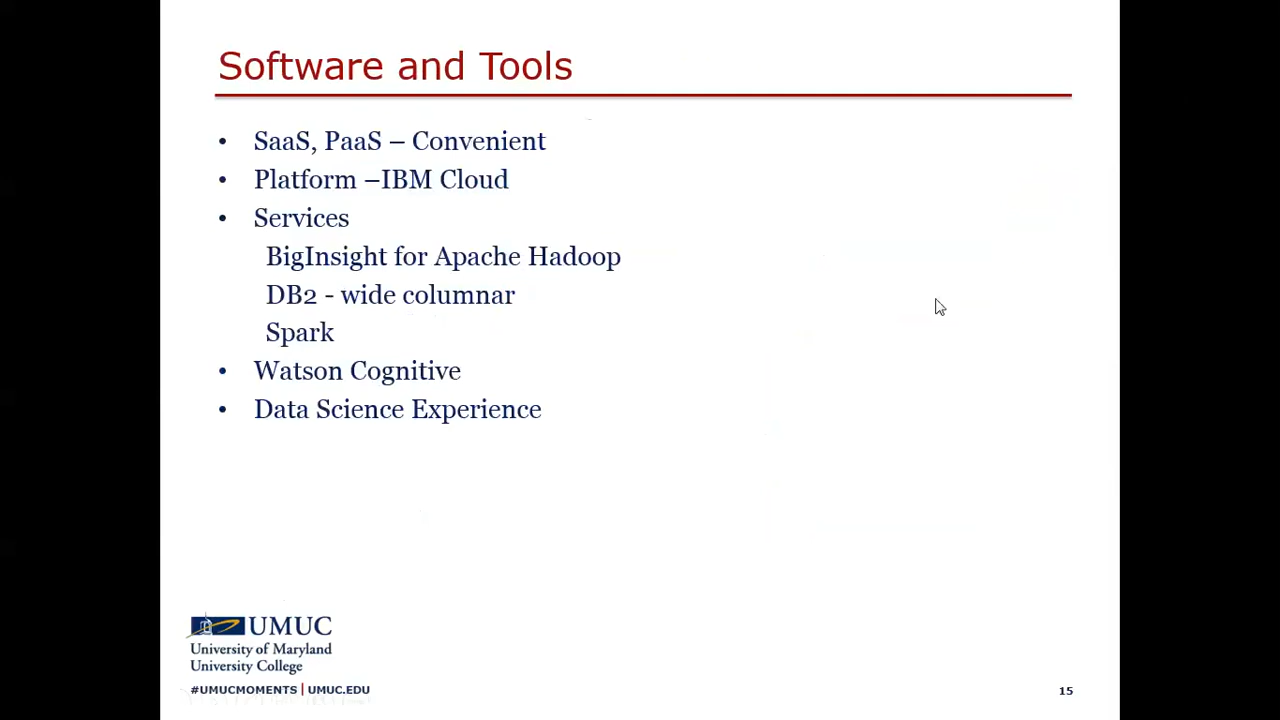 Software and Tools
• SaaS, PaaS – Convenient
• Platform –IBM Cloud
• Services
BigInsight for Apache Hadoop
DB2 - wide columnar
Spark
• Watson Cognitive
• Data Science Experience
UMUC
University of Maryland
University College
#UMUCMOMENTS | UMUC.EDU
15